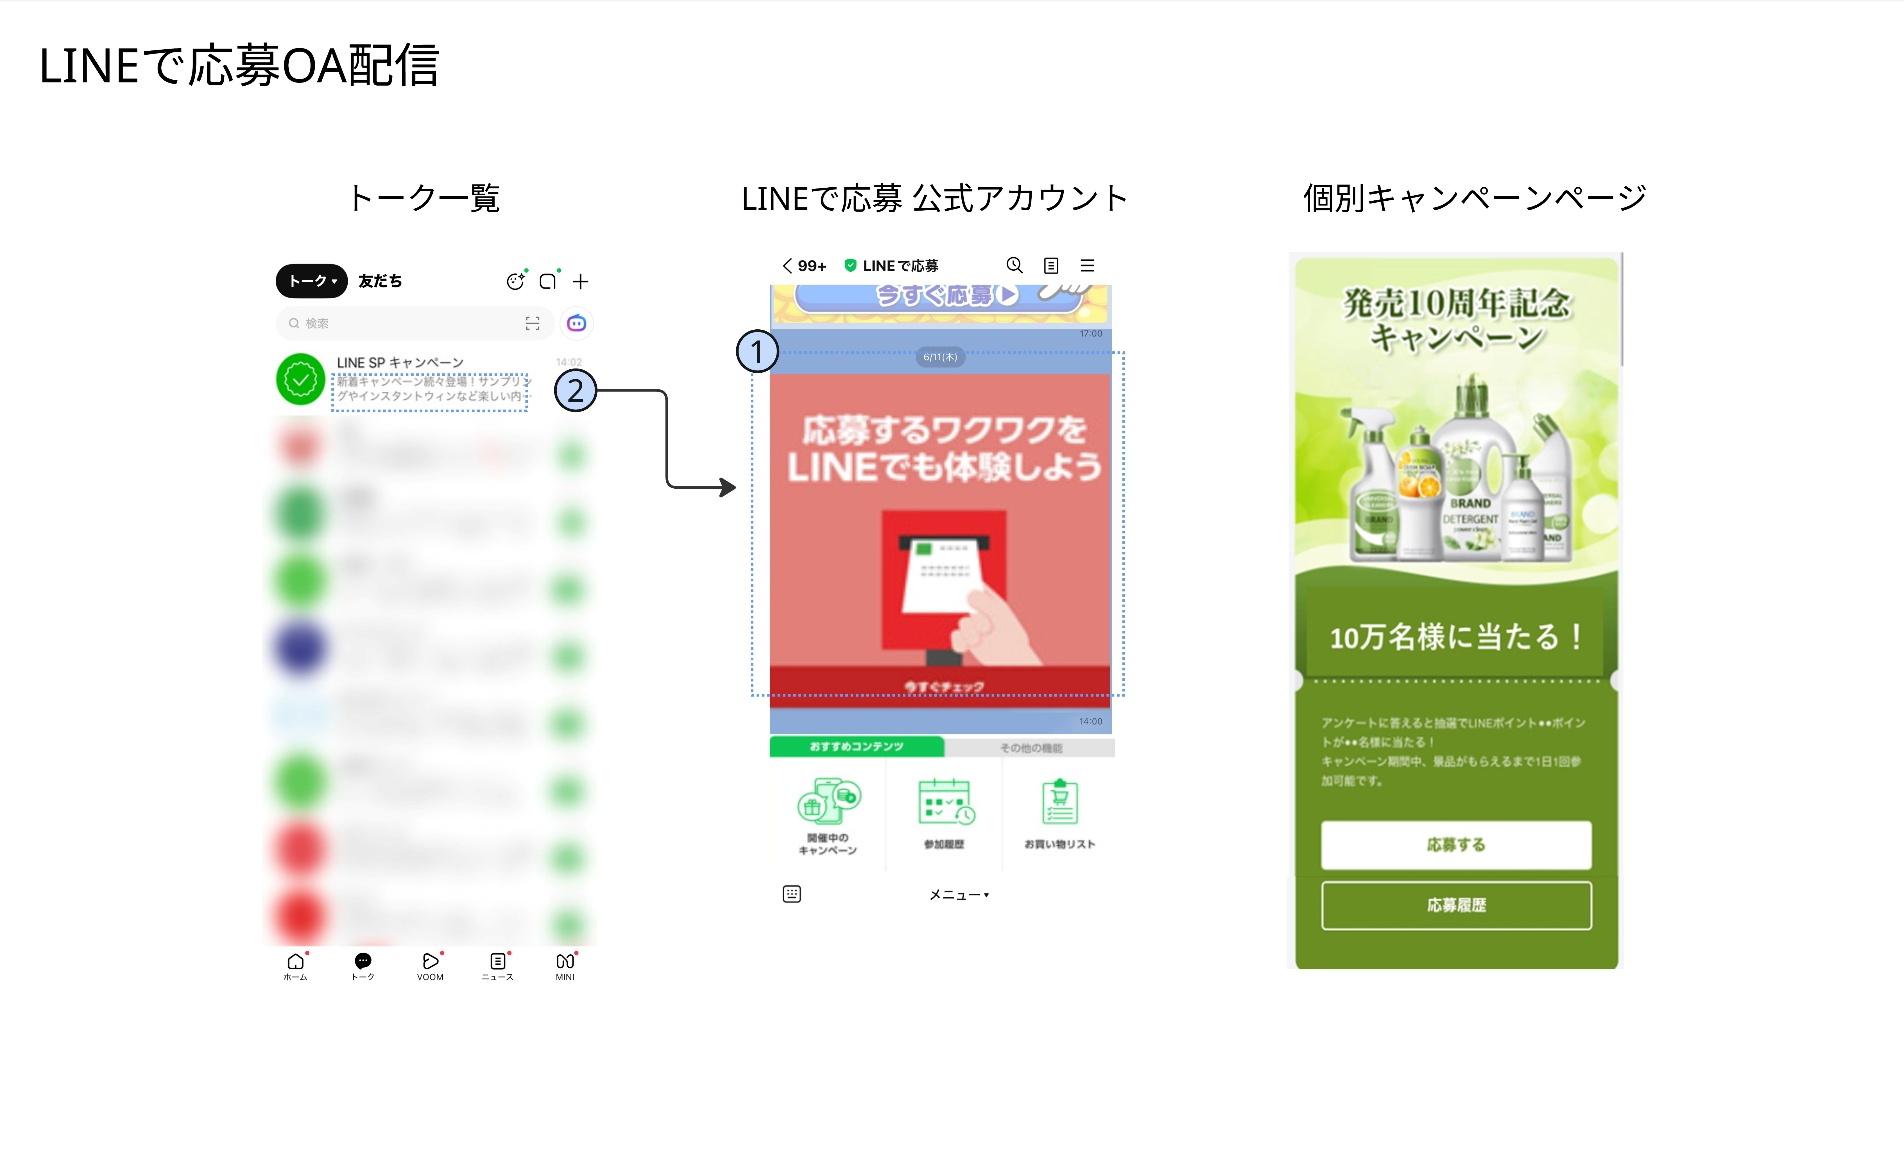 LINEで応募OA配信
トーク一覧
トーク▾ 友だち
検索
LINE SP キャンペーン 14:02
新着キャンペーン続々登場！サンプリン
グやインスタントウィンなど楽しい内
ホーム トーク VOOM ニュース MINI
2
LINEで応募 公式アカウント
99+ LINEで応募
今すぐ応募
17:00
1
6/11(木)
応募するワクワクを
LINEでも体験しよう
今すぐチェック
14:00
おすすめコンテンツ その他の機能
開催中の
キャンペーン
参加履歴
お買い物リスト
メニュー▾
個別キャンペーンページ
発売10周年記念
キャンペーン
BRAND
DETERGENT
power clean
BRAND
BRAND
10万名様に当たる！
アンケートに答えると抽選でLINEポイント●●ポイン
トが●●名様に当たる！
キャンペーン期間中、景品がもらえるまで1日1回参
加可能です。
応募する
応募履歴